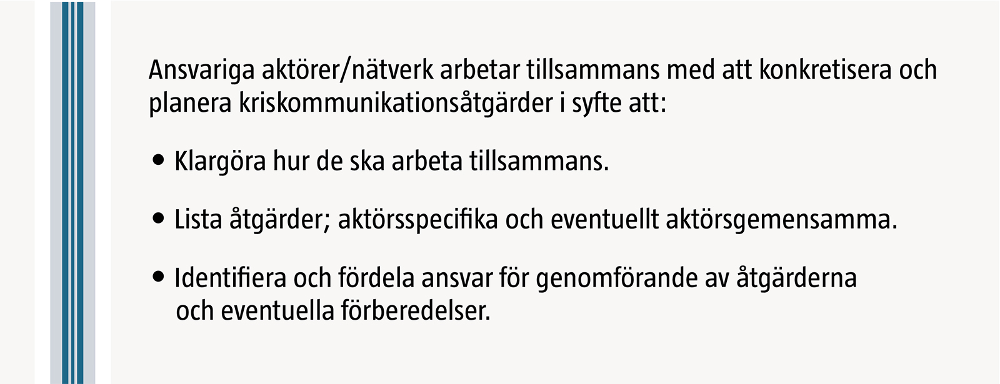 Ansvariga aktörer/nätverk arbetar tillsammans med att konkretisera och
planera kriskommunikationsåtgärder i syfte att:
• Klargöra hur de ska arbeta tillsammans.
• Lista åtgärder; aktörsspecifika och eventuellt aktörsgemensamma.
• Identifiera och fördela ansvar för genomförande av åtgärderna
och eventuella förberedelser.